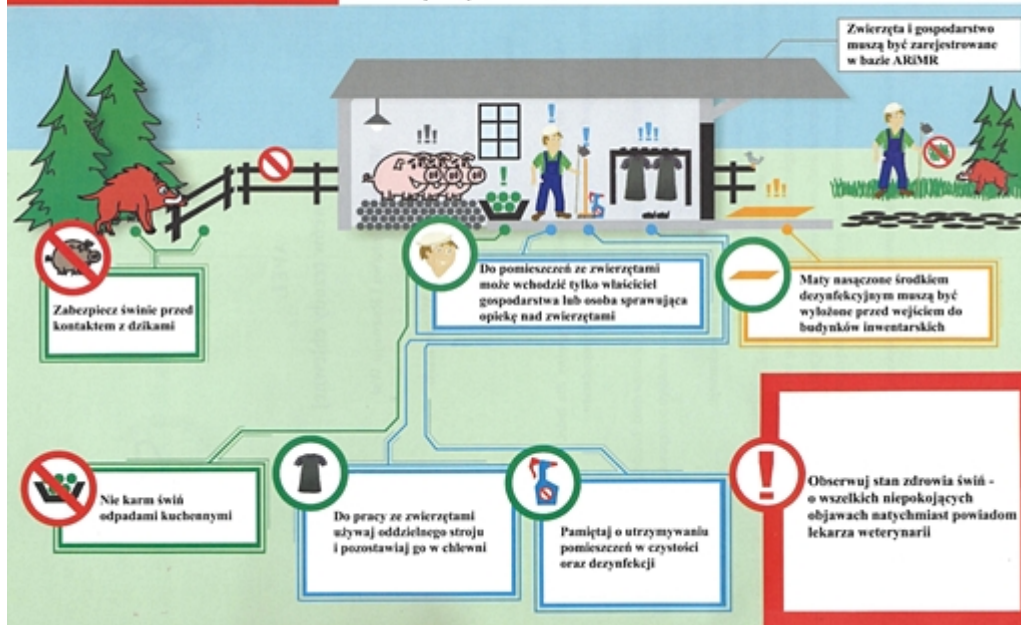 Zwierzęta i gospodarstwo
muszą być zarejestrowane
w bazie ARiMR
Zabezpiecz świnie przed
kontaktem z dzikami
Do pomieszczeń ze zwierzętami
może wchodzić tylko właściciel
gospodarstwa lub osoba sprawująca
opiekę nad zwierzętami
Maty nasączone środkiem
dezynfekcyjnym muszą być
wyłożone przed wejściem do
budynków inwentarskich
Nie karm świń
odpadami kuchennymi
Do pracy ze zwierzętami
używaj oddzielnego stroju
i pozostawiaj go w chlewni
Pamiętaj o utrzymywaniu
pomieszczeń w czystości
oraz dezynfekcji
Obserwuj stan zdrowia świń -
o wszelkich niepokojących
objawach natychmiast powiadom
lekarza weterynarii